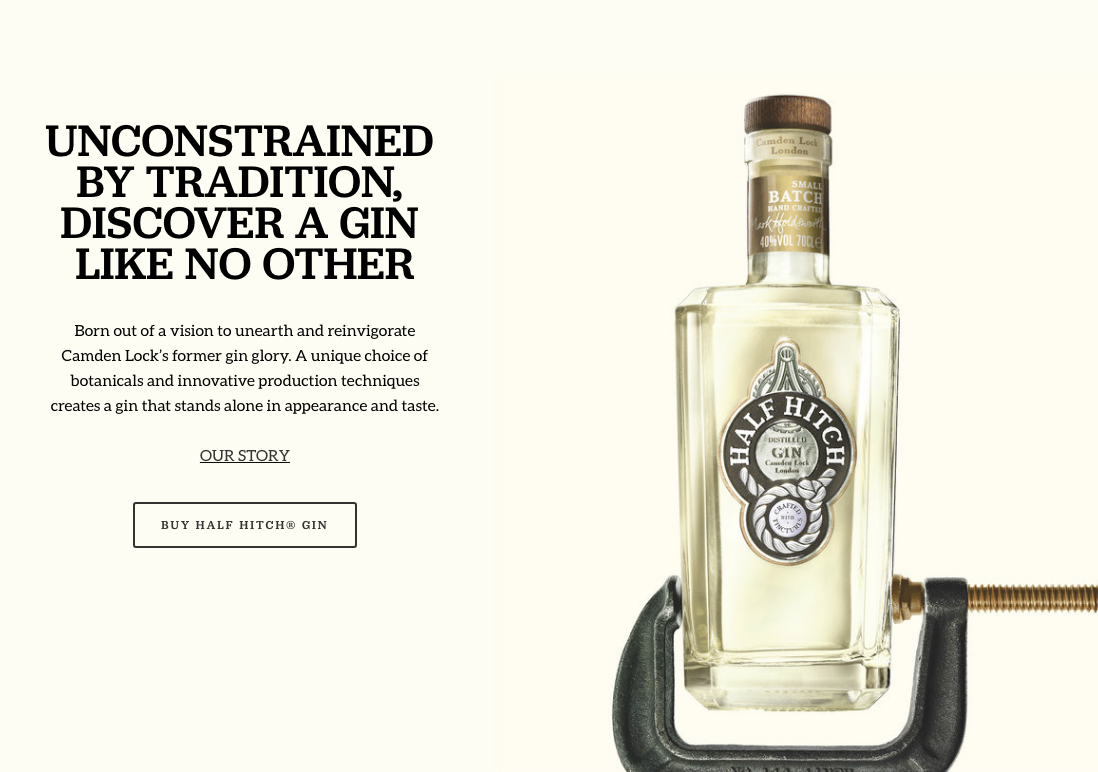 UNCONSTRAINED
BY TRADITION,
DISCOVER A GIN
LIKE NO OTHER
Born out of a vision to unearth and reinvigorate
Camden Lock’s former gin glory. A unique choice of
botanicals and innovative production techniques
creates a gin that stands alone in appearance and taste.
OUR STORY
BUY HALF HITCH® GIN
Camden Lock
London
SMALL
BATCH
HAND CRAFTED
Mark Holdsworth
40%VOL 70CL℮
HALF HITCH
DISTILLED
GIN
Camden Lock
London
CRAFTED
WITH
TINCTURES